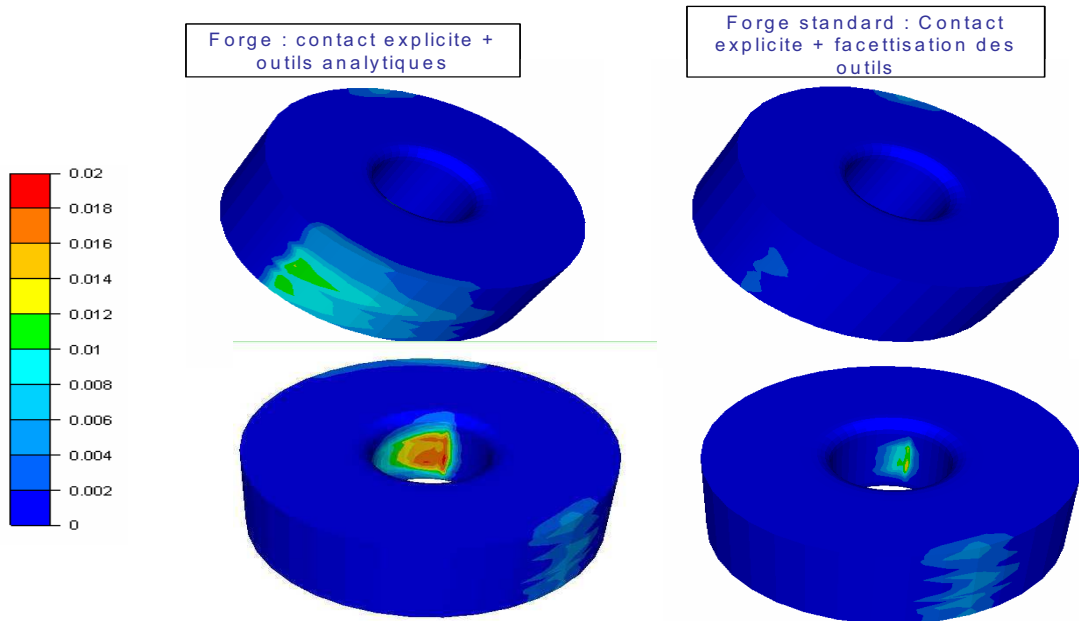 Forge : contact explicite +
outils analytiques
Forge standard : Contact
explicite + facettisation des
outils
0.02
0.018
0.016
0.014
0.012
0.01
0.008
0.006
0.004
0.002
0